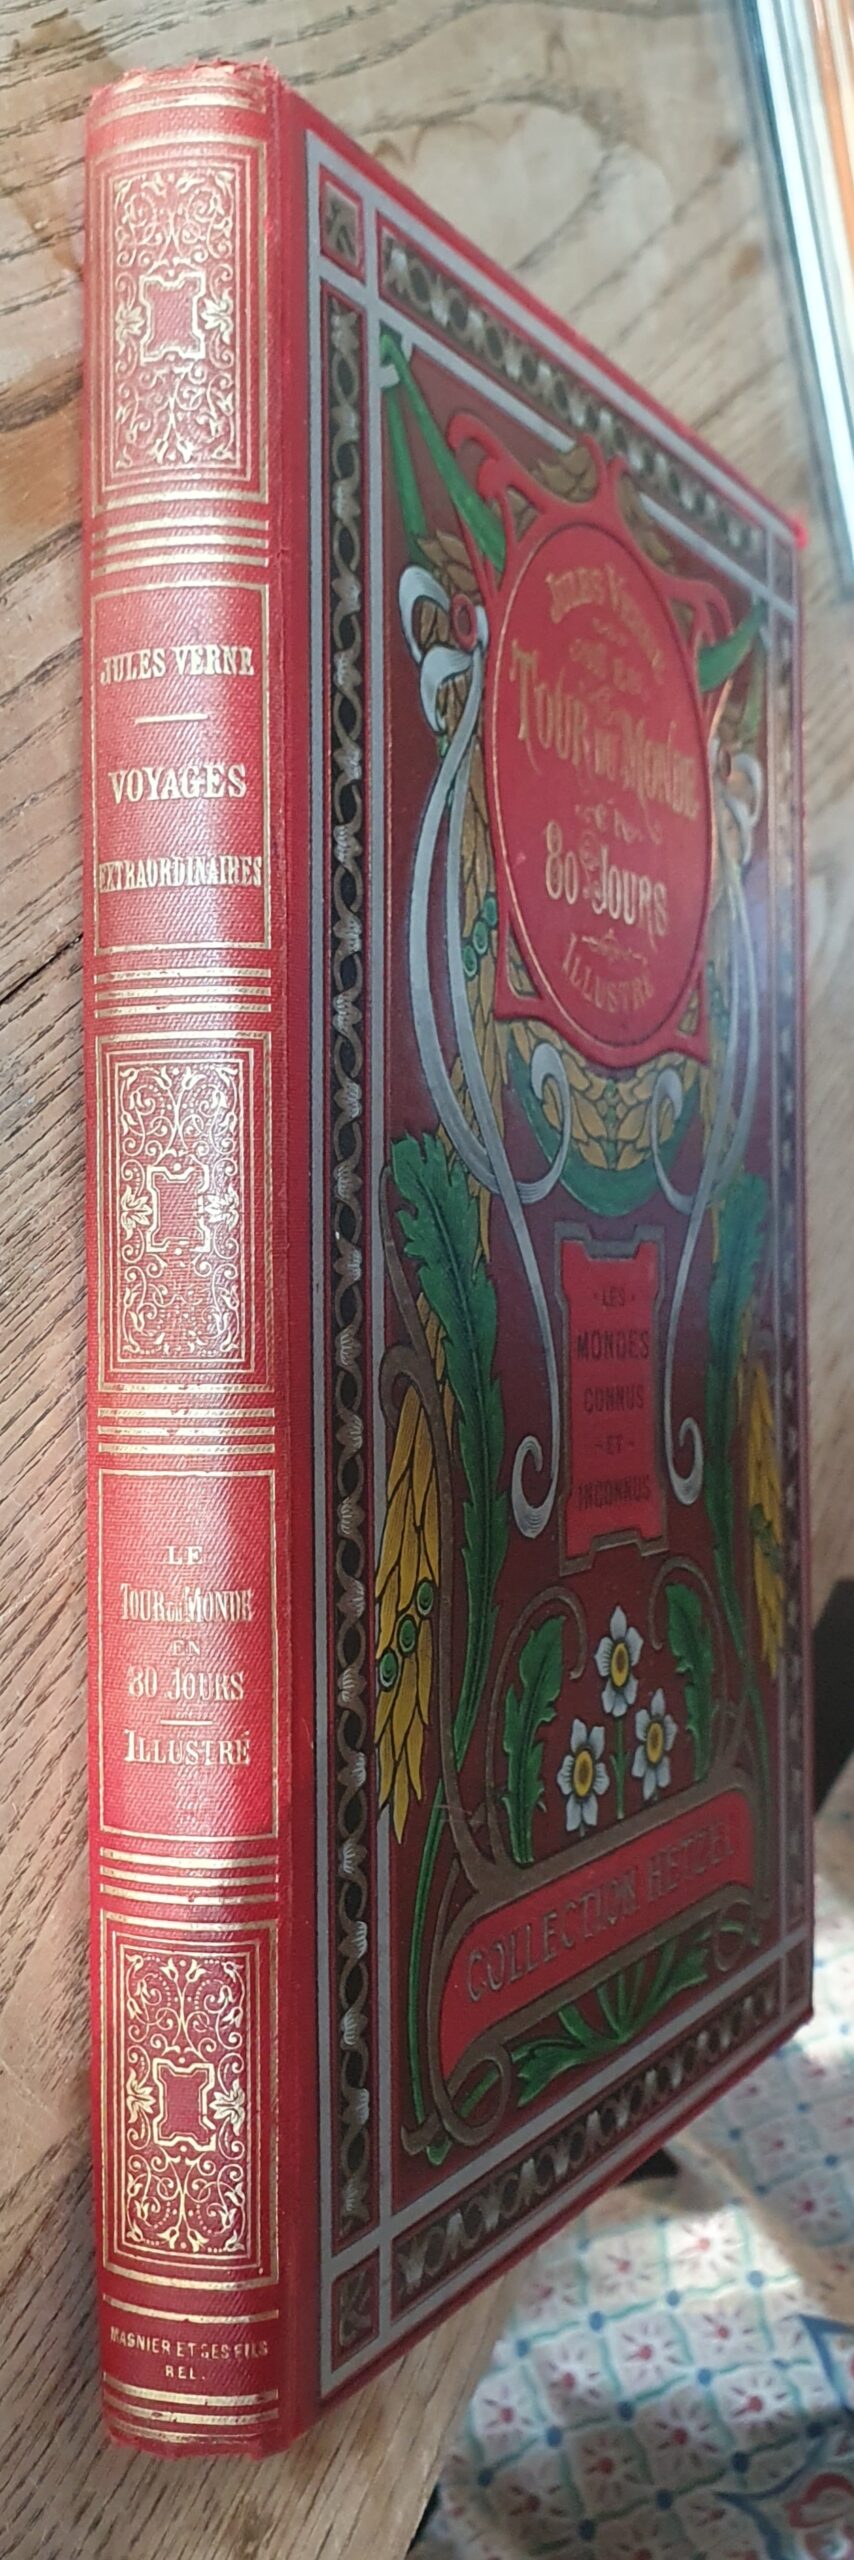 JULES VERNE
VOYAGES
EXTRAORDINAIRES
LE
TOUR DU MONDE
EN
80 JOURS
ILLUSTRÉ
MAGNIER ET SES FILS
REL.
JULES VERNE
TOUR DU MONDE
EN
80 JOURS
ILLUSTRÉ
LES
MONDES
CONNUS
ET
INCONNUS
COLLECTION HETZEL